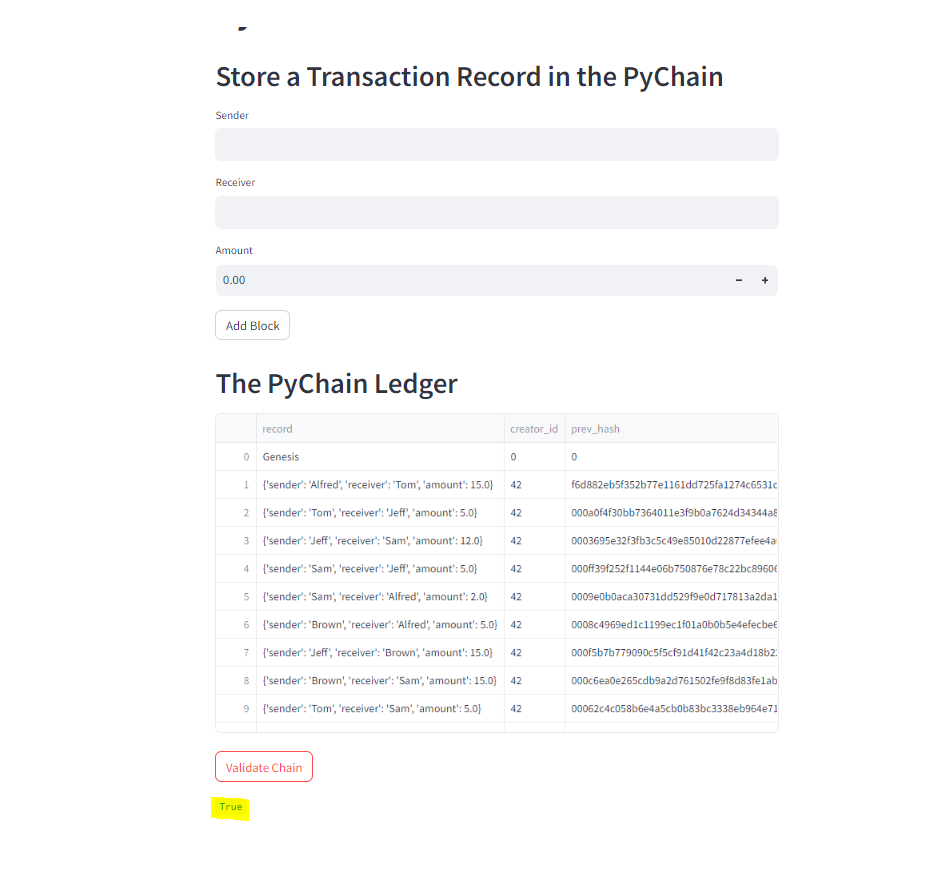 Store a Transaction Record in the PyChain
Sender
Receiver
Amount
0.00 − +
Add Block
The PyChain Ledger
record creator_id prev_hash
0 Genesis 0 0
1 {'sender': 'Alfred', 'receiver': 'Tom', 'amount': 15.0} 42 f6d882eb5f352b77e1161dd725fa1274c6531c
2 {'sender': 'Tom', 'receiver': 'Jeff', 'amount': 5.0} 42 000a0f4f30bb7364011e3f9b0a7624d34344a8
3 {'sender': 'Jeff', 'receiver': 'Sam', 'amount': 12.0} 42 0003695e32f3fb3c5c49e85010d22877efee4a
4 {'sender': 'Sam', 'receiver': 'Jeff', 'amount': 5.0} 42 000ff39f252f1144e06b750876e78c22bc8960
5 {'sender': 'Sam', 'receiver': 'Alfred', 'amount': 2.0} 42 0009e0b0aca30731dd529f9e0d717813a2da1
6 {'sender': 'Brown', 'receiver': 'Alfred', 'amount': 5.0} 42 0008c4969ed1c1199ec1f01a0b0b5e4efecbe6
7 {'sender': 'Jeff', 'receiver': 'Brown', 'amount': 15.0} 42 000f5b7b779090c5f5cf91d41f42c23a4d18b2
8 {'sender': 'Brown', 'receiver': 'Sam', 'amount': 15.0} 42 000c6ea0e265cdb9a2d761502fe9f8d83fe1ab
9 {'sender': 'Tom', 'receiver': 'Sam', 'amount': 5.0} 42 00062c4c058b6e4a5cb0b83bc3338eb964e71
Validate Chain
True